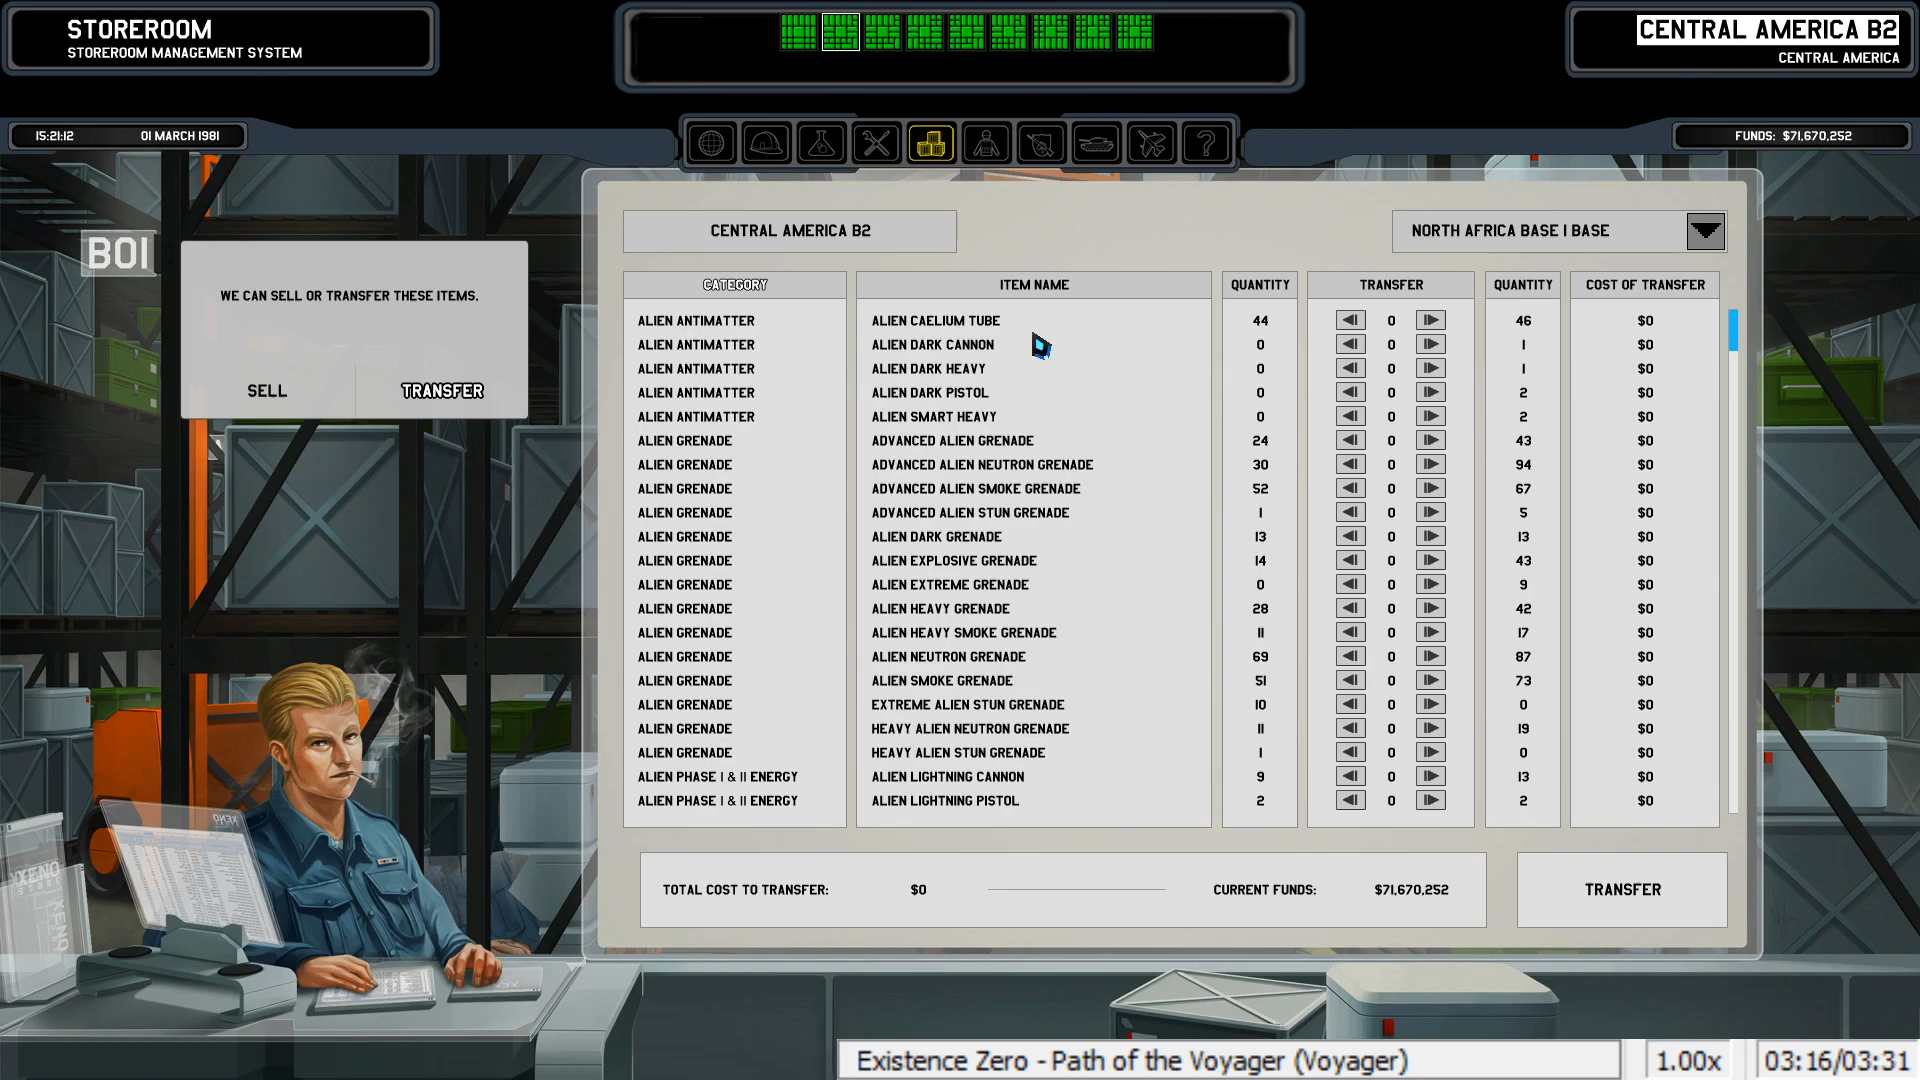 STOREROOM
STOREROOM MANAGEMENT SYSTEM
CENTRAL AMERICA B2
CENTRAL AMERICA
15:21:12 01 MARCH 1981
FUNDS: $71,670,252
BOI
WE CAN SELL OR TRANSFER THESE ITEMS.
SELL TRANSFER
CENTRAL AMERICA B2 NORTH AFRICA BASE I BASE
CATEGORY ITEM NAME QUANTITY TRANSFER QUANTITY COST OF TRANSFER
ALIEN ANTIMATTER ALIEN CAELIUM TUBE 44 0 46 $0
ALIEN ANTIMATTER ALIEN DARK CANNON 0 0 1 $0
ALIEN ANTIMATTER ALIEN DARK HEAVY 0 0 1 $0
ALIEN ANTIMATTER ALIEN DARK PISTOL 0 0 2 $0
ALIEN ANTIMATTER ALIEN SMART HEAVY 0 0 2 $0
ALIEN GRENADE ADVANCED ALIEN GRENADE 24 0 43 $0
ALIEN GRENADE ADVANCED ALIEN NEUTRON GRENADE 30 0 94 $0
ALIEN GRENADE ADVANCED ALIEN SMOKE GRENADE 52 0 67 $0
ALIEN GRENADE ADVANCED ALIEN STUN GRENADE 1 0 5 $0
ALIEN GRENADE ALIEN DARK GRENADE 13 0 13 $0
ALIEN GRENADE ALIEN EXPLOSIVE GRENADE 14 0 43 $0
ALIEN GRENADE ALIEN EXTREME GRENADE 0 0 9 $0
ALIEN GRENADE ALIEN HEAVY GRENADE 28 0 42 $0
ALIEN GRENADE ALIEN HEAVY SMOKE GRENADE 11 0 17 $0
ALIEN GRENADE ALIEN NEUTRON GRENADE 69 0 87 $0
ALIEN GRENADE ALIEN SMOKE GRENADE 51 0 73 $0
ALIEN GRENADE EXTREME ALIEN STUN GRENADE 10 0 0 $0
ALIEN GRENADE HEAVY ALIEN NEUTRON GRENADE 11 0 19 $0
ALIEN GRENADE HEAVY ALIEN STUN GRENADE 1 0 0 $0
ALIEN PHASE I & II ENERGY ALIEN LIGHTNING CANNON 9 0 13 $0
ALIEN PHASE I & II ENERGY ALIEN LIGHTNING PISTOL 2 0 2 $0
TOTAL COST TO TRANSFER: $0 CURRENT FUNDS: $71,670,252
TRANSFER
XENO
XENO
XENO
Existence Zero - Path of the Voyager (Voyager) 1.00x 03:16/03:31